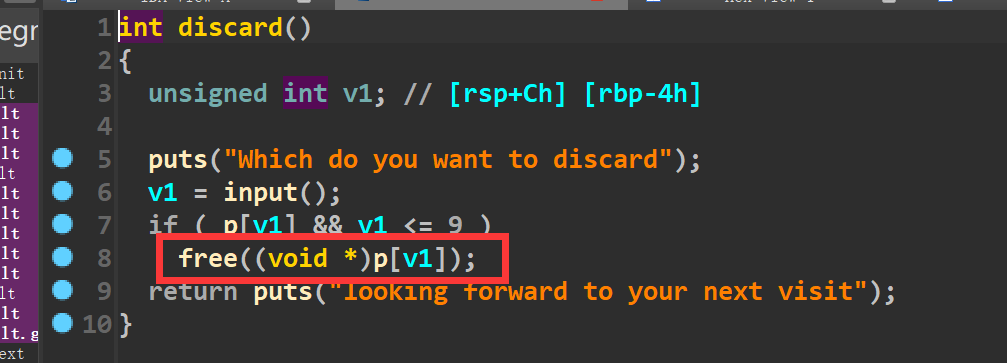 egr
nit
lt
lt
lt
lt
lt
lt
lt
lt
lt
lt
lt
lt
lt.g
ext
1 int discard()
2 {
3 unsigned int v1; // [rsp+Ch] [rbp-4h]
4
5 puts("Which do you want to discard");
6 v1 = input();
7 if ( p[v1] && v1 <= 9 )
8 free((void *)p[v1]);
9 return puts("looking forward to your next visit");
10 }